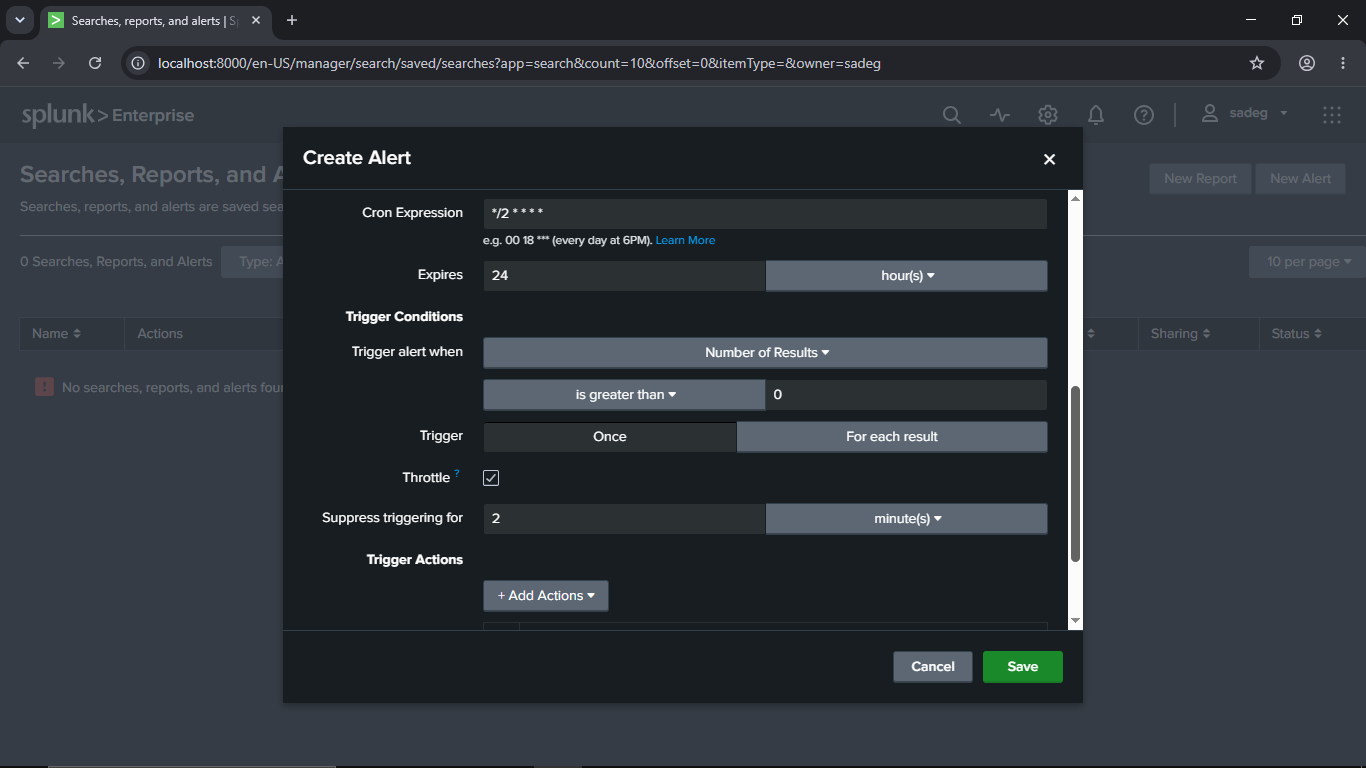 Searches, reports, and alerts | S
localhost:8000/en-US/manager/search/saved/searches?app=search&count=10&offset=0&itemType=&owner=sadeg
splunk>Enterprise
sadeg
Searches, Reports, and A
New Report
New Alert
Searches, reports, and alerts are saved sea
0 Searches, Reports, and Alerts
Type: A
10 per page
Name
Actions
Sharing
Status
No searches, reports, and alerts foun
Create Alert
Cron Expression
*/2 * * * *
e.g. 00 18 *** (every day at 6PM). Learn More
Expires
24
hour(s)
Trigger Conditions
Trigger alert when
Number of Results
is greater than
0
Trigger
Once
For each result
Throttle ?
Suppress triggering for
2
minute(s)
Trigger Actions
+ Add Actions
Cancel
Save